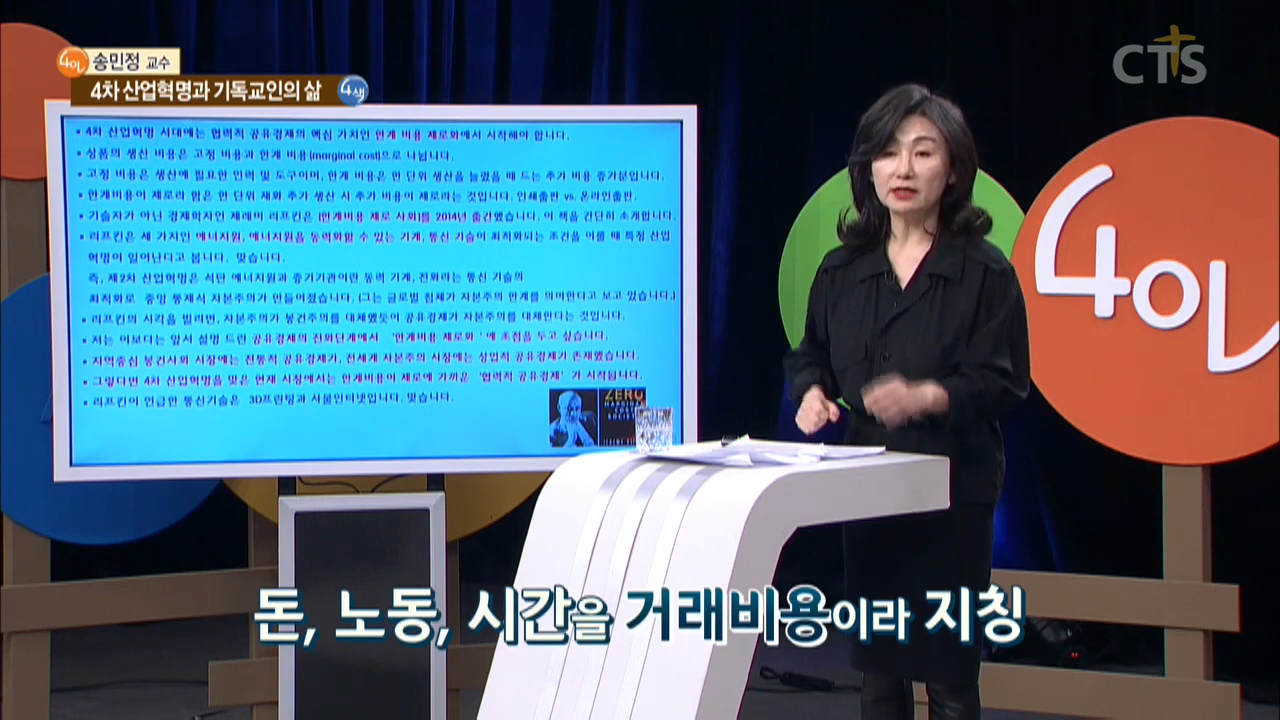 4인 송민정 교수
4차 산업혁명과 기독교인의 삶 4색
CTS
• 4차 산업혁명 시대에는 협력적 공유경제의 핵심 가치인 한계 비용 제로화에서 시작해야 합니다.
• 상품의 생산 비용은 고정 비용과 한계 비용(marginal cost)으로 나뉩니다.
• 고정 비용은 생산에 필요한 인력 및 도구이며, 한계 비용은 한 단위 생산을 늘렸을 때 드는 추가 비용 증가분입니다.
• 한계비용이 제로라 함은 한 단위 재화 추가 생산 시 추가 비용이 제로라는 것입니다. 인쇄출판 vs. 온라인출판.
• 기술자가 아닌 경제학자인 제레미 리프킨은 [한계비용 제로 사회]를 2014년 출간했습니다. 이 책을 간단히 소개합니다.
• 리프킨은 세 가지인 에너지원, 에너지원을 동력화할 수 있는 기계, 통신 기술이 최적화되는 조건을 이룰 때 특정 산업
혁명이 일어난다고 봅니다. 맞습니다.
즉, 제2차 산업혁명은 석탄 에너지원과 증기기관이란 동력 기계, 전화라는 통신 기술의
최적화로 중앙 통제식 자본주의가 만들어졌습니다. (그는 글로벌 침체가 자본주의 한계를 의미한다고 보고 있습니다.)
• 리프킨의 시각을 빌리면, 자본주의가 봉건주의를 대체했듯이 공유경제가 자본주의를 대체한다는 것입니다.
• 저는 이보다는 앞서 설명 드린 공유경제의 진화단계에서 '한계비용 제로화 ' 에 초점을 두고 싶습니다.
• 지역중심 봉건사회 시장에는 전통적 공유경제가, 전세계 자본주의 시장에는 상업적 공유경제가 존재했습니다.
• 그렇다면 4차 산업혁명을 맞은 현재 시장에서는 한계비용이 제로에 가까운 '협력적 공유경제' 가 시작됩니다.
• 리프킨이 언급한 통신기술은 3D프린팅과 사물인터넷입니다. 맞습니다.
ZERO
MARGINAL
COST
SOCIETY
4인
돈, 노동, 시간을 거래비용이라 지칭